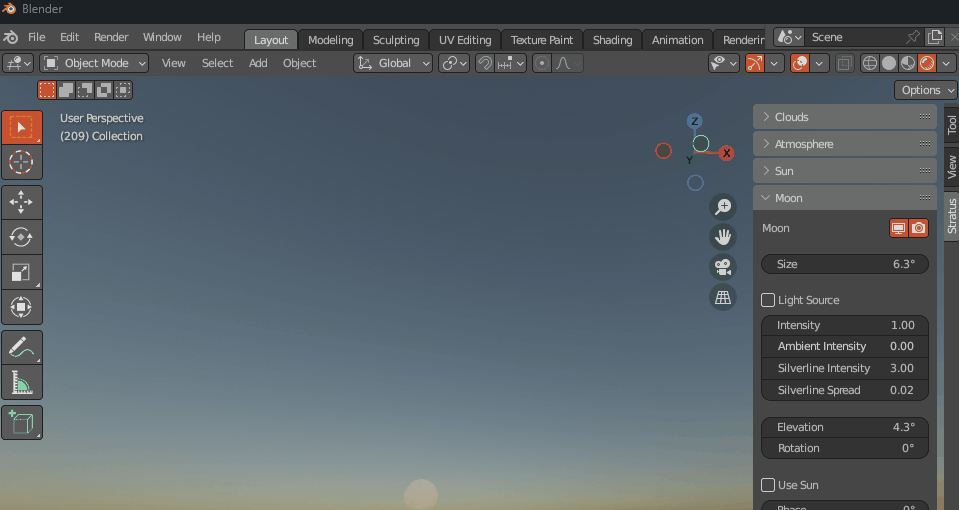 Blender
File Edit Render Window Help Layout Modeling Sculpting UV Editing Texture Paint Shading Animation Scene
Object Mode View Select Add Object Global
Options
User Perspective
(209) Collection
Z
X
Y
Clouds
Atmosphere
Sun
Moon
Moon
Size 6.3°
Light Source
Intensity 1.00
Ambient Intensity 0.00
Silverline Intensity 3.00
Silverline Spread 0.02
Elevation 4.3°
Rotation 0°
Use Sun
Phase 0°
Tool
View
Stratus